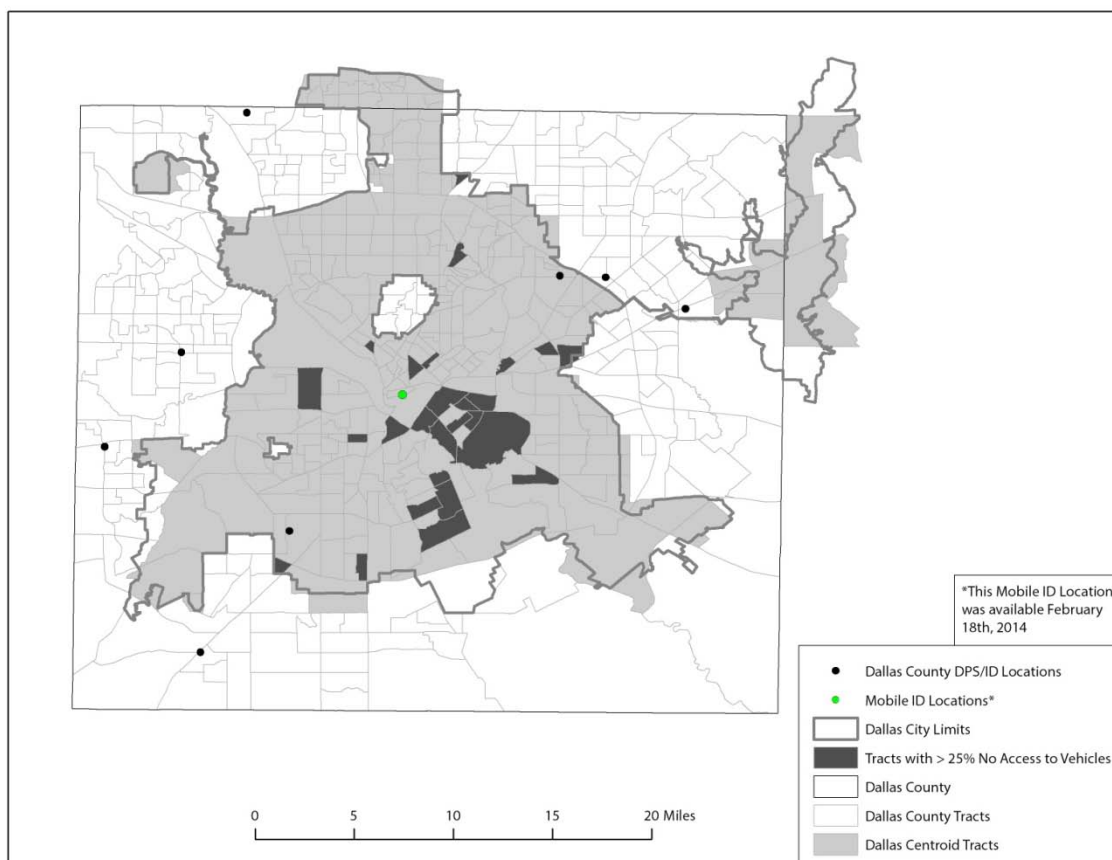 *This Mobile ID Location
was available February
18th, 2014
Dallas County DPS/ID Locations
Mobile ID Locations*
Dallas City Limits
Tracts with > 25% No Access to Vehicles
Dallas County
Dallas County Tracts
Dallas Centroid Tracts
0 5 10 15 20 Miles